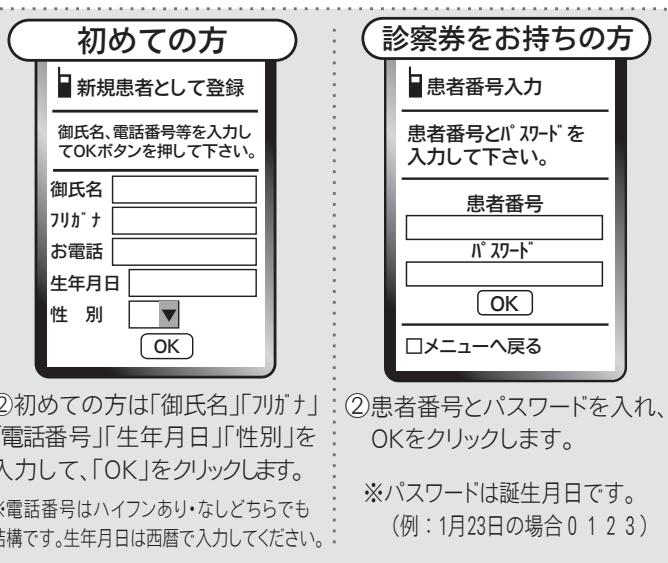 初めての方
新規患者として登録
御氏名、電話番号等を入力し
てOKボタンを押して下さい。
御氏名
ﾌﾘｶﾞﾅ
お電話
生年月日
性 別 ▼
OK
②初めての方は「御氏名」「ﾌﾘｶﾞﾅ」
「電話番号」「生年月日」「性別」を
入力して、「OK」をクリックします。
※電話番号はハイフンあり・なしどちらでも
結構です。生年月日は西暦で入力してください。
診察券をお持ちの方
患者番号入力
患者番号とﾊﾟｽﾜｰﾄﾞを
入力して下さい。
患者番号
ﾊﾟｽﾜｰﾄﾞ
OK
□メニューへ戻る
②患者番号とパスワードを入れ、
OKをクリックします。
※パスワードは誕生月日です。
（例：1月23日の場合０１２３）